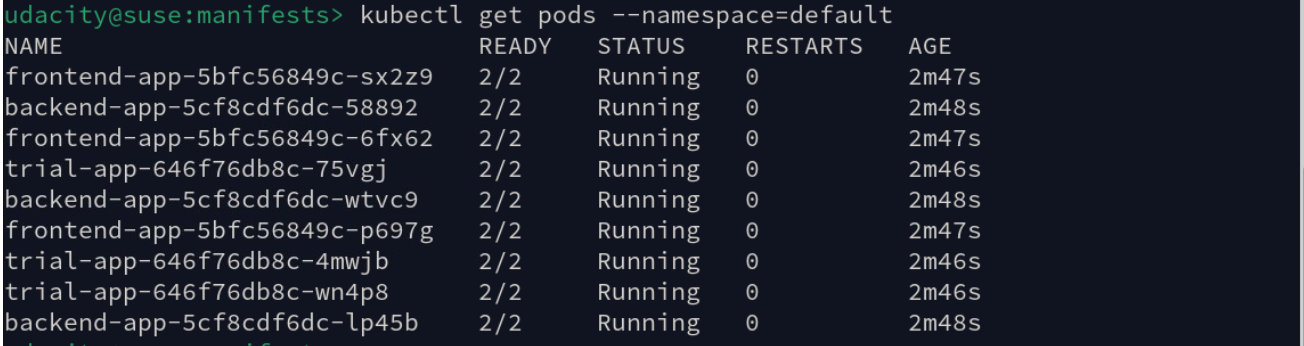 udacity@suse:manifests> kubectl get pods --namespace=default
NAME READY STATUS RESTARTS AGE
frontend-app-5bfc56849c-sx2z9 2/2 Running 0 2m47s
backend-app-5cf8cdf6dc-58892 2/2 Running 0 2m48s
frontend-app-5bfc56849c-6fx62 2/2 Running 0 2m47s
trial-app-646f76db8c-75vgj 2/2 Running 0 2m46s
backend-app-5cf8cdf6dc-wtvc9 2/2 Running 0 2m48s
frontend-app-5bfc56849c-p697g 2/2 Running 0 2m47s
trial-app-646f76db8c-4mwjb 2/2 Running 0 2m46s
trial-app-646f76db8c-wn4p8 2/2 Running 0 2m46s
backend-app-5cf8cdf6dc-lp45b 2/2 Running 0 2m48s